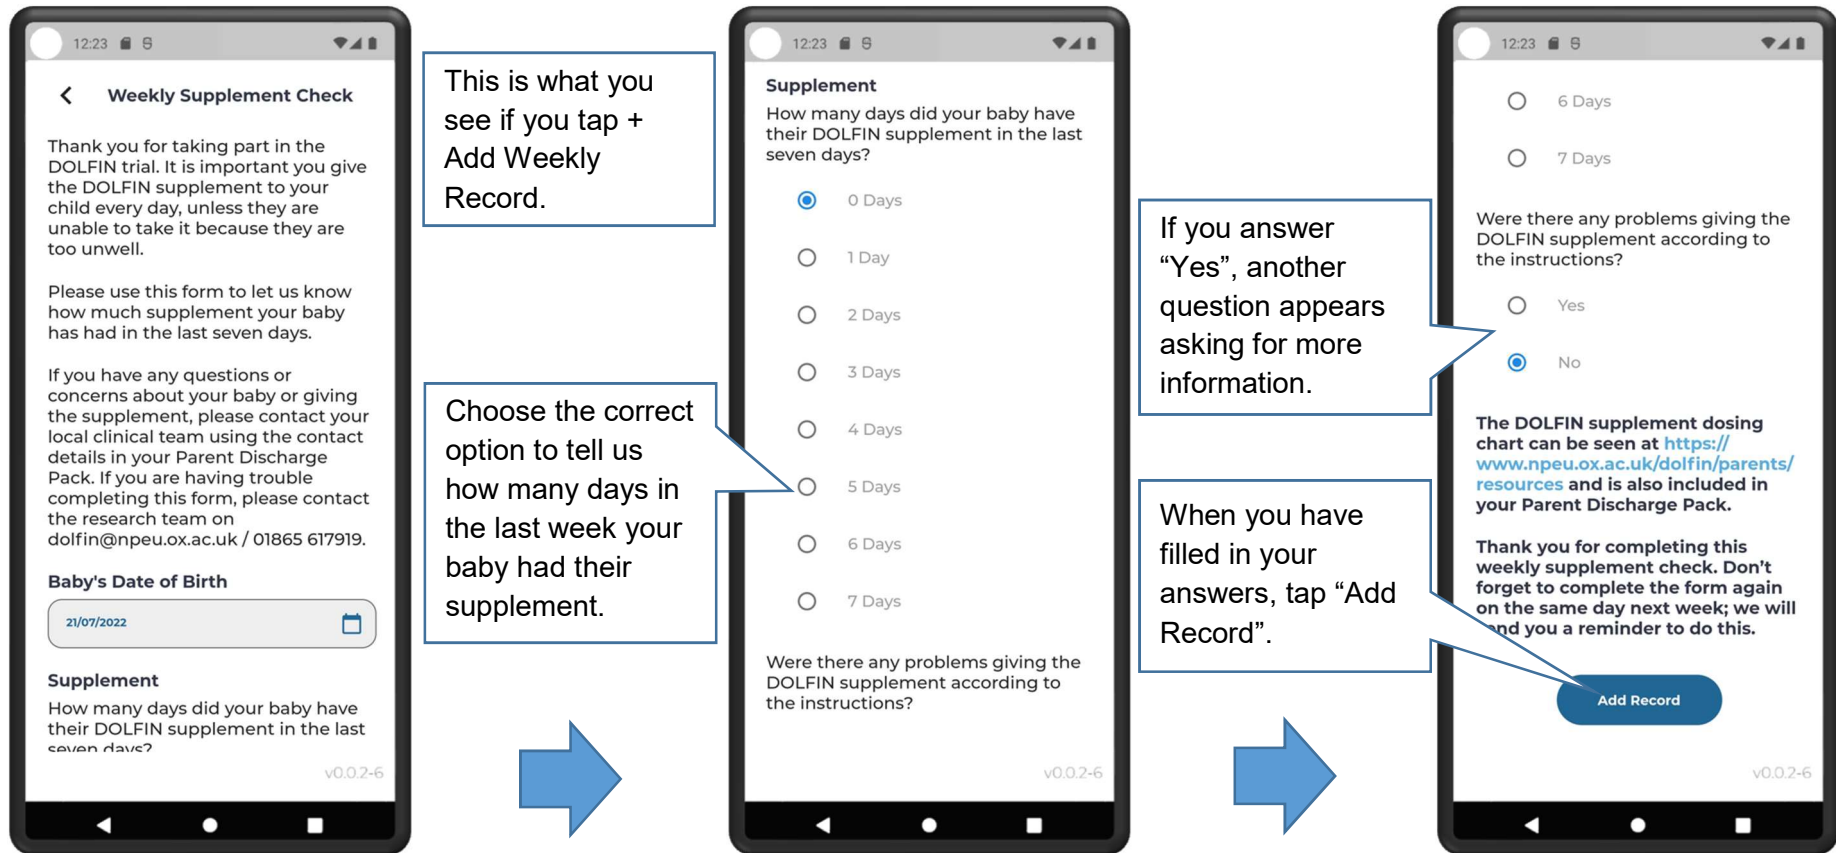 12:23
Weekly Supplement Check
Thank you for taking part in the
DOLFIN trial. It is important you give
the DOLFIN supplement to your
child every day, unless they are
unable to take it because they are
too unwell.
Please use this form to let us know
how much supplement your baby
has had in the last seven days.
If you have any questions or
concerns about your baby or giving
the supplement, please contact your
local clinical team using the contact
details in your Parent Discharge
Pack. If you are having trouble
completing this form, please contact
the research team on
dolfin@npeu.ox.ac.uk / 01865 617919.
Baby's Date of Birth
21/07/2022
Supplement
How many days did your baby have
their DOLFIN supplement in the last
seven days?
v0.0.2-6
This is what you
see if you tap +
Add Weekly
Record.
Choose the correct
option to tell us
how many days in
the last week your
baby had their
supplement.
12:23
Supplement
How many days did your baby have
their DOLFIN supplement in the last
seven days?
0 Days
1 Day
2 Days
3 Days
4 Days
5 Days
6 Days
7 Days
Were there any problems giving the
DOLFIN supplement according to
the instructions?
v0.0.2-6
If you answer
“Yes”, another
question appears
asking for more
information.
When you have
filled in your
answers, tap “Add
Record”.
12:23
6 Days
7 Days
Were there any problems giving the
DOLFIN supplement according to
the instructions?
Yes
No
The DOLFIN supplement dosing
chart can be seen at https://
www.npeu.ox.ac.uk/dolfin/parents/
resources and is also included in
your Parent Discharge Pack.
Thank you for completing this
weekly supplement check. Don’t
forget to complete the form again
on the same day next week; we will
you a reminder to do this.
Add Record
v0.0.2-6